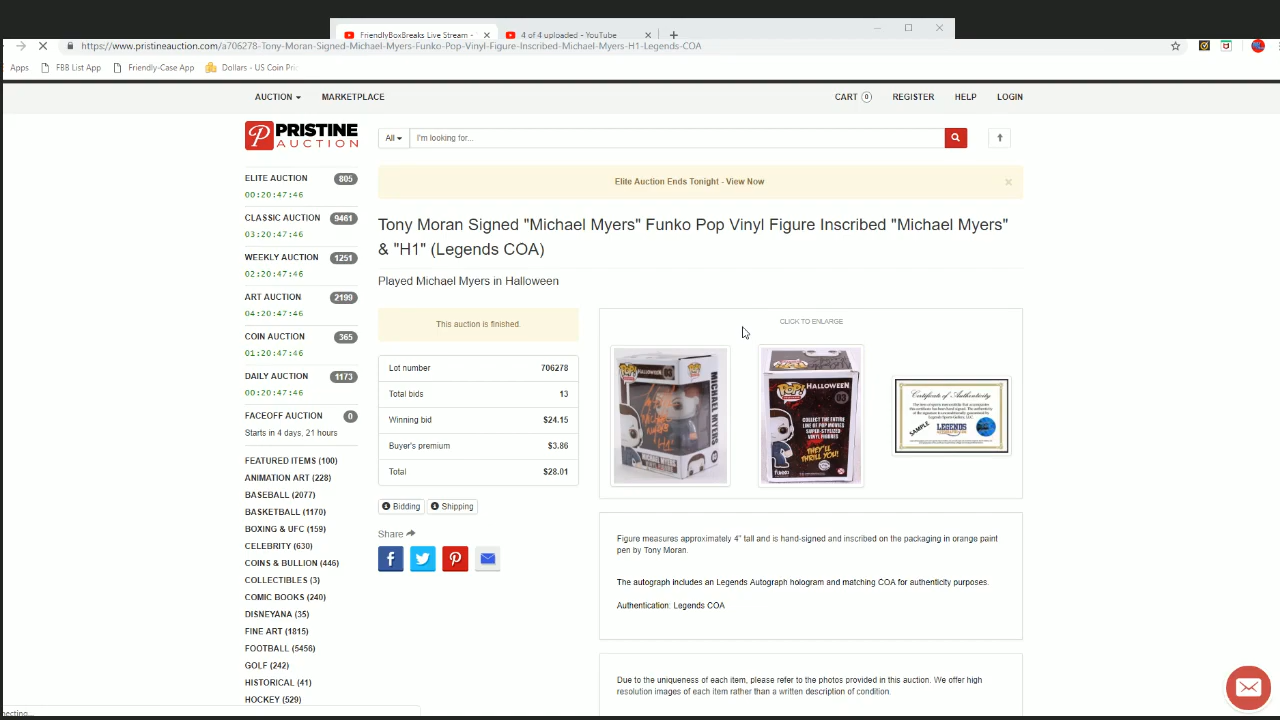 FriendlyBoxBreaks Live Stream -
4 of 4 uploaded - YouTube
https://www.pristineauction.com/a706278-Tony-Moran-Signed-Michael-Myers-Funko-Pop-Vinyl-Figure-Inscribed-Michael-Myers-H1-Legends-COA
Apps
FBB List App
Friendly-Case App
Dollars - US Coin Pri
AUCTION
MARKETPLACE
CART 0
REGISTER
HELP
LOGIN
PRISTINE
AUCTION
All
I'm looking for...
Elite Auction Ends Tonight - View Now
ELITE AUCTION 805
00:20:47:46
CLASSIC AUCTION 9461
03:20:47:46
WEEKLY AUCTION 1251
02:20:47:46
ART AUCTION 2199
04:20:47:46
COIN AUCTION 365
01:20:47:46
DAILY AUCTION 1173
00:20:47:46
FACEOFF AUCTION 0
Starts in 4 days, 21 hours
FEATURED ITEMS (100)
ANIMATION ART (228)
BASEBALL (2077)
BASKETBALL (1170)
BOXING & UFC (159)
CELEBRITY (630)
COINS & BULLION (446)
COLLECTIBLES (3)
COMIC BOOKS (240)
DISNEYANA (35)
FINE ART (1815)
FOOTBALL (5456)
GOLF (242)
HISTORICAL (41)
HOCKEY (529)
Tony Moran Signed "Michael Myers" Funko Pop Vinyl Figure Inscribed "Michael Myers"
& "H1" (Legends COA)
Played Michael Myers in Halloween
This auction is finished.
Lot number 706278
Total bids 13
Winning bid $24.15
Buyer's premium $3.86
Total $28.01
Bidding
Shipping
Share
CLICK TO ENLARGE
HALLOWEEN
MICHAEL
POP!
HALLOWEEN
03
COLLECT THE ENTIRE
LINE OF POP MOVIES
SUPER-STYLIZED
VINYL FIGURES
THEY'LL
THRILL YOU!
Certificate of Authenticity
SAMPLE
LEGENDS
Figure measures approximately 4" tall and is hand-signed and inscribed on the packaging in orange paint
pen by Tony Moran.
The autograph includes an Legends Autograph hologram and matching COA for authenticity purposes.
Authentication: Legends COA
Due to the uniqueness of each item, please refer to the photos provided in this auction. We offer high
resolution images of each item rather than a written description of condition.